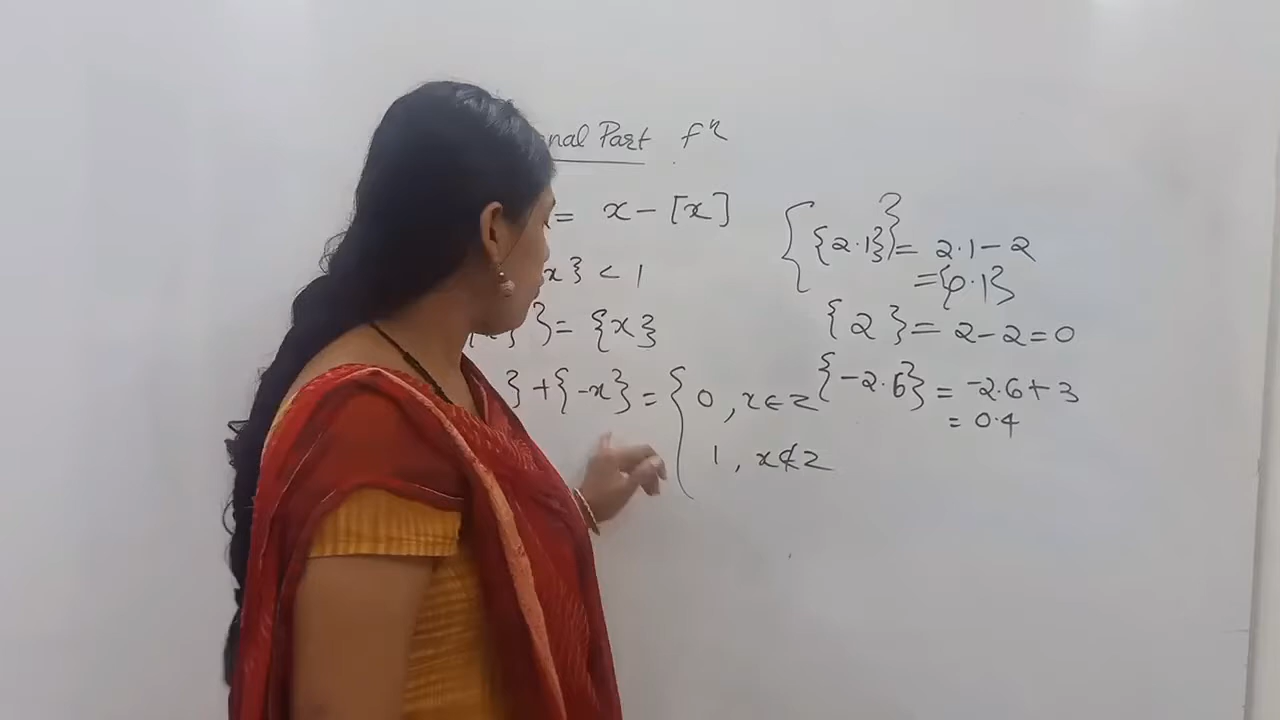 nal Part fⁿ
= x - [x]
x} < 1
}= {x}
} + {-x} = { 0 , x ∈ Z
1 , x ∉ Z
{ {2.1} } = 2.1 - 2
= {0.1}
{ 2 } = 2 - 2 = 0
{ -2.6 } = -2.6 + 3
= 0.4